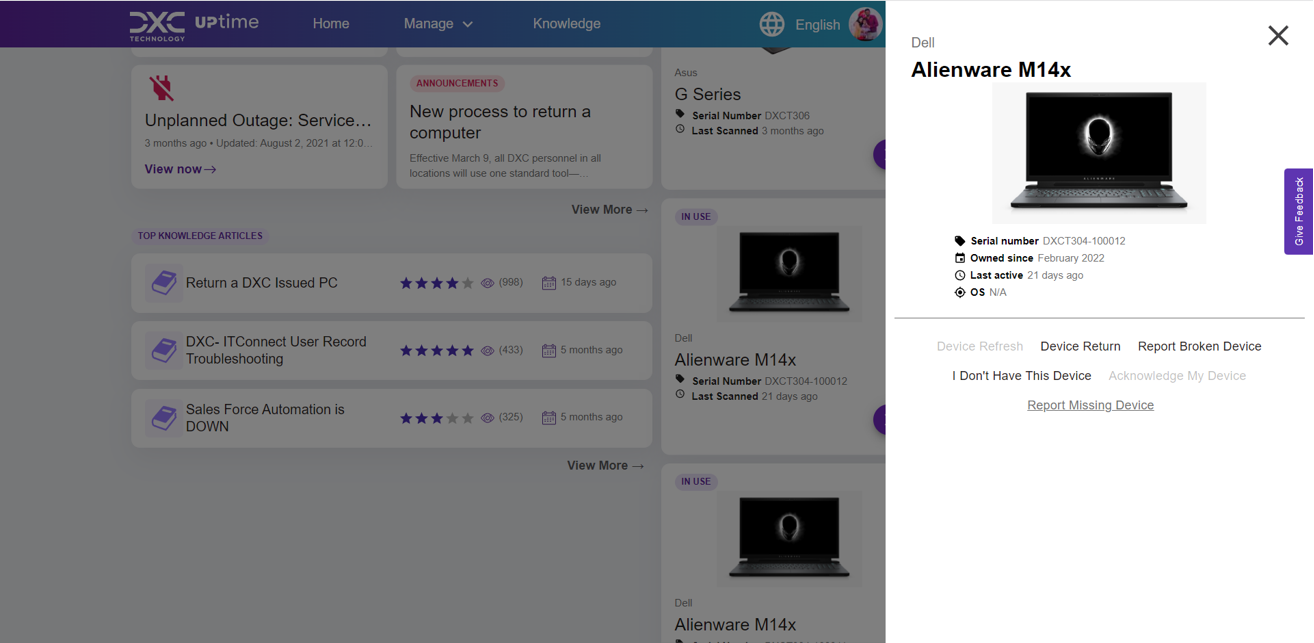 DXC
TECHNOLOGY
UPtime
Home
Manage
Knowledge
English
Unplanned Outage: Service...
3 months ago • Updated: August 2, 2021 at 12:0...
View now→
ANNOUNCEMENTS
New process to return a
computer
Effective March 9, all DXC personnel in all
locations will use one standard tool—...
View More →
TOP KNOWLEDGE ARTICLES
Return a DXC Issued PC
(998)
15 days ago
DXC- ITConnect User Record
Troubleshooting
(433)
5 months ago
Sales Force Automation is
DOWN
(325)
5 months ago
View More →
Asus
G Series
Serial Number DXCT306
Last Scanned 3 months ago
IN USE
Dell
Alienware M14x
Serial Number DXCT304-100012
Last Scanned 21 days ago
IN USE
Dell
Alienware M14x
Dell
Alienware M14x
ALIENWARE
Serial number DXCT304-100012
Owned since February 2022
Last active 21 days ago
OS N/A
Device Refresh
Device Return
Report Broken Device
I Don't Have This Device
Acknowledge My Device
Report Missing Device
Give Feedback